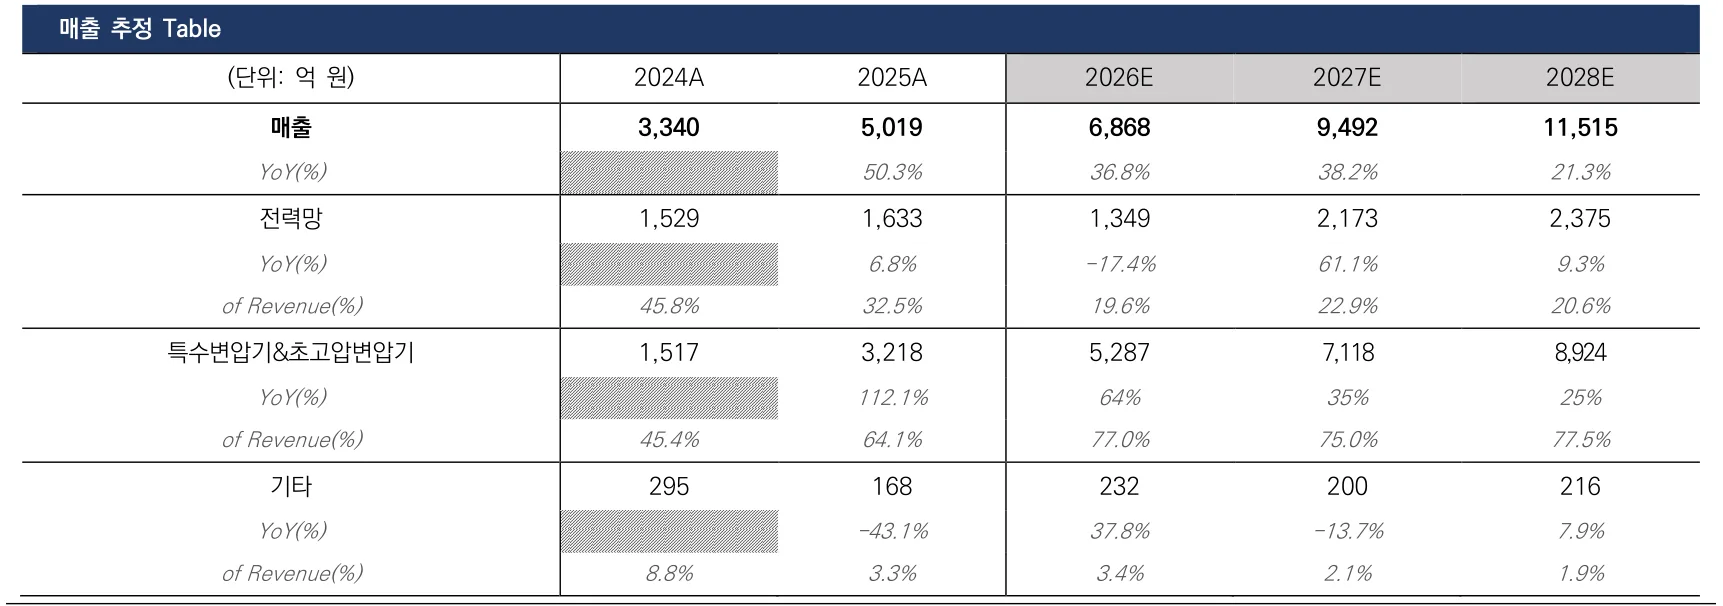 매출 추정 Table
(단위: 억 원) 2024A 2025A 2026E 2027E 2028E
매출 3,340 5,019 6,868 9,492 11,515
YoY(%) 50.3% 36.8% 38.2% 21.3%
전력망 1,529 1,633 1,349 2,173 2,375
YoY(%) 6.8% -17.4% 61.1% 9.3%
of Revenue(%) 45.8% 32.5% 19.6% 22.9% 20.6%
특수변압기&초고압변압기 1,517 3,218 5,287 7,118 8,924
YoY(%) 112.1% 64% 35% 25%
of Revenue(%) 45.4% 64.1% 77.0% 75.0% 77.5%
기타 295 168 232 200 216
YoY(%) -43.1% 37.8% -13.7% 7.9%
of Revenue(%) 8.8% 3.3% 3.4% 2.1% 1.9%